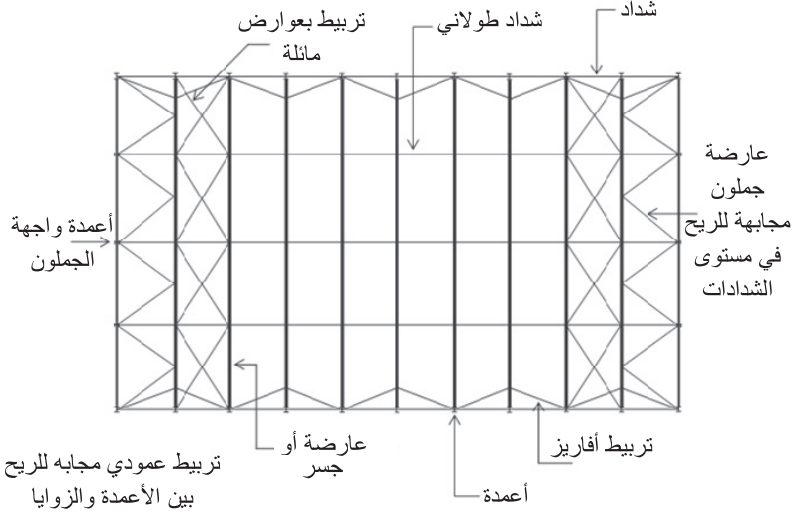 شداد
شداد طولاني
تربيط بعوارض
مائلة
عارضة
جملون
مجابهة للريح
في مستوى
الشدادات
أعمدة واجهة
الجملون
تربيط أفاريز
عارضة أو
جسر
أعمدة
تربيط عمودي مجابه للريح
بين الأعمدة والزوايا